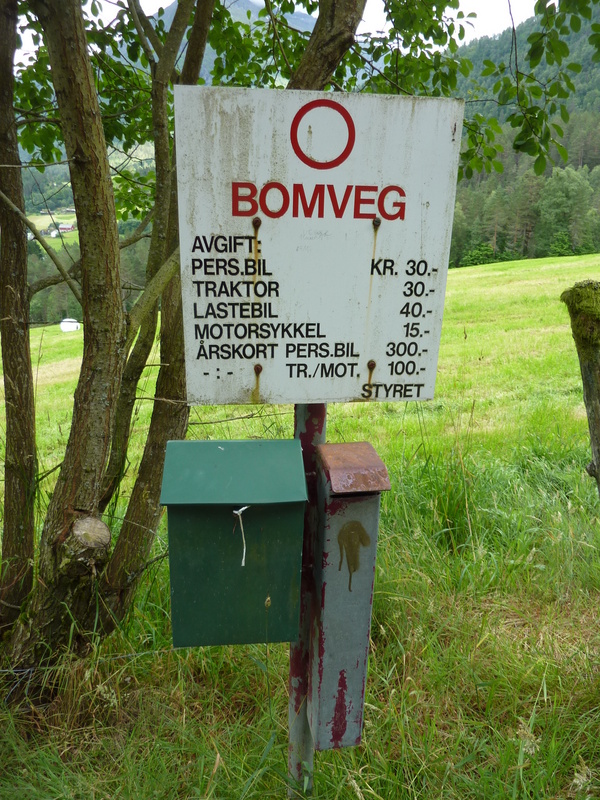 BOMVEG
AVGIFT:
PERS.BIL KR. 30.-
TRAKTOR 30.-
LASTEBIL 40.-
MOTORSYKKEL 15.-
ÅRSKORT PERS.BIL 300.-
- : - TR./MOT. 100.-
STYRET